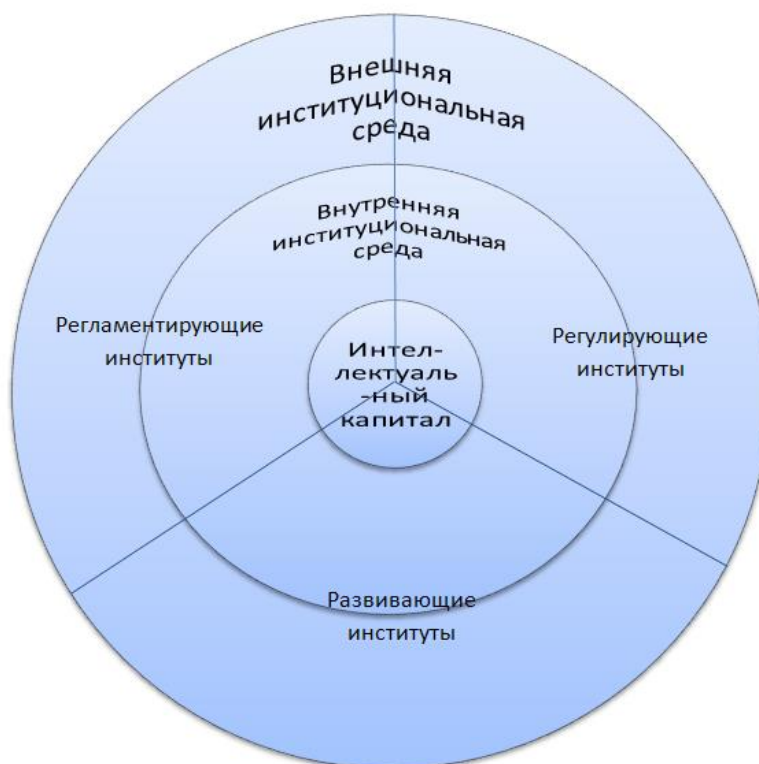 Внешняя
институциональная
среда
Внутренняя
институциональная
среда
Регламентирующие
институты
Интел-
лектуаль
-ный
капитал
Регулирующие
институты
Развивающие
институты